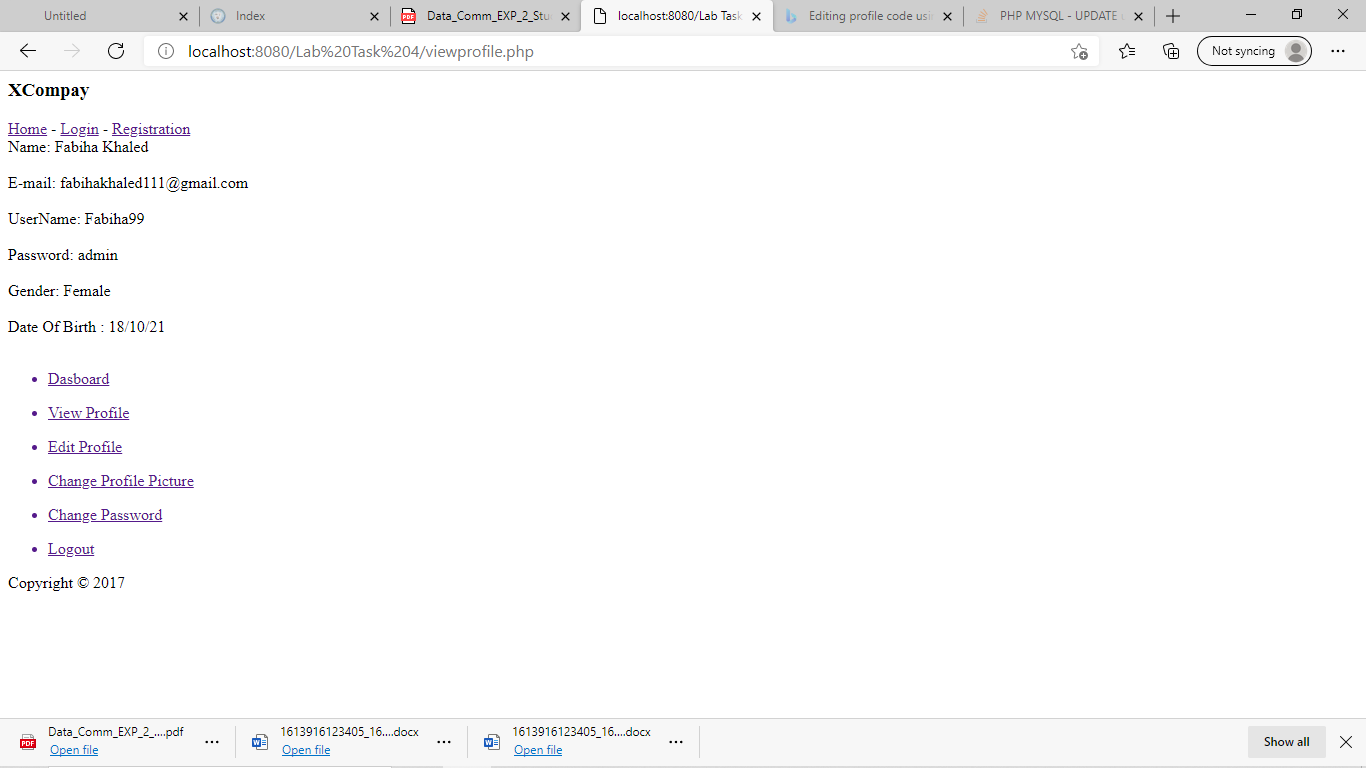 Untitled
Index
Data_Comm_EXP_2_Stu
localhost:8080/Lab Task
Editing profile code usi
PHP MYSQL - UPDATE u
localhost:8080/Lab%20Task%204/viewprofile.php
Not syncing
XCompay
Home - Login - Registration
Name: Fabiha Khaled
E-mail: fabihakhaled111@gmail.com
UserName: Fabiha99
Password: admin
Gender: Female
Date Of Birth : 18/10/21
Dasboard
View Profile
Edit Profile
Change Profile Picture
Change Password
Logout
Copyright © 2017
Data_Comm_EXP_2_....pdf
Open file
1613916123405_16....docx
Open file
1613916123405_16....docx
Open file
Show all